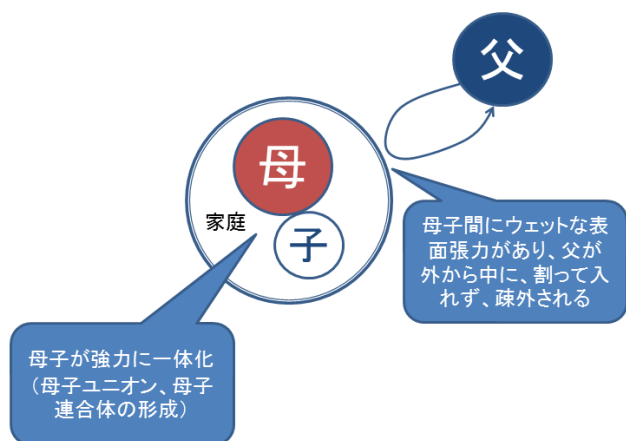 父
母
家庭
子
母子間にウェットな表
面張力があり、父が
外から中に、割って入
れず、疎外される
母子が強力に一体化
(母子ユニオン、母子
連合体の形成)